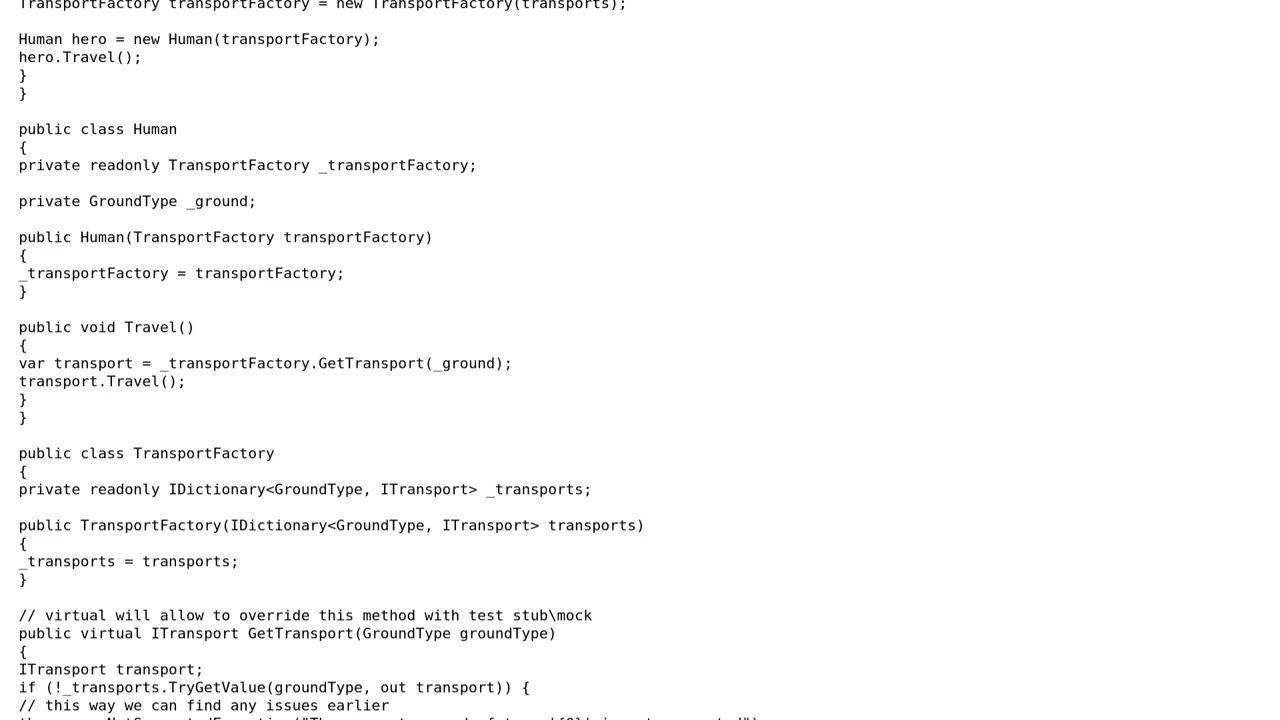 TransportFactory transportFactory = new TransportFactory(transports);
Human hero = new Human(transportFactory);
hero.Travel();
}
}
public class Human
{
private readonly TransportFactory _transportFactory;
private GroundType _ground;
public Human(TransportFactory transportFactory)
{
_transportFactory = transportFactory;
}
public void Travel()
{
var transport = _transportFactory.GetTransport(_ground);
transport.Travel();
}
}
public class TransportFactory
{
private readonly IDictionary<GroundType, ITransport> _transports;
public TransportFactory(IDictionary<GroundType, ITransport> transports)
{
_transports = transports;
}
// virtual will allow to override this method with test stub\mock
public virtual ITransport GetTransport(GroundType groundType)
{
ITransport transport;
if (!_transports.TryGetValue(groundType, out transport)) {
// this way we can find any issues earlier